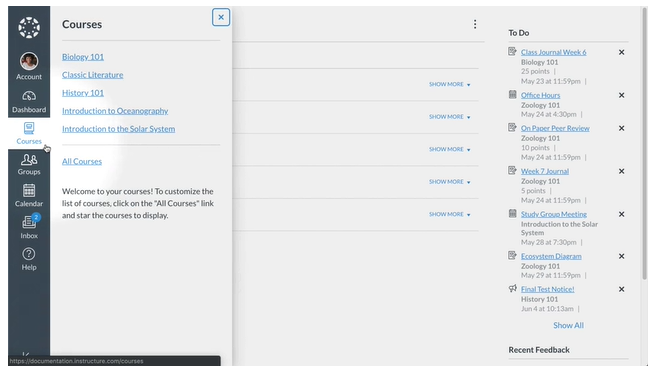 Account
Dashboard
Courses
Groups
Calendar
2
Inbox
Help
Courses
Biology 101
Classic Literature
History 101
Introduction to Oceanography
Introduction to the Solar System
All Courses
Welcome to your courses! To customize the
list of courses, click on the "All Courses" link
and star the courses to display.
SHOW MORE
SHOW MORE
SHOW MORE
SHOW MORE
SHOW MORE
To Do
Class Journal Week 6
Biology 101
25 points |
May 23 at 11:59pm
Office Hours
Zoology 101
May 24 at 4:30pm |
On Paper Peer Review
Zoology 101
10 points |
May 24 at 11:59pm
Week 7 Journal
Zoology 101
5 points |
May 24 at 11:59pm
Study Group Meeting
Introduction to the Solar
System
May 28 at 7:30pm |
Ecosystem Diagram
Zoology 101
May 29 at 11:59pm |
Final Test Notice!
History 101
Jun 4 at 10:13am |
Show All
Recent Feedback
https://documentation.instructure.com/courses